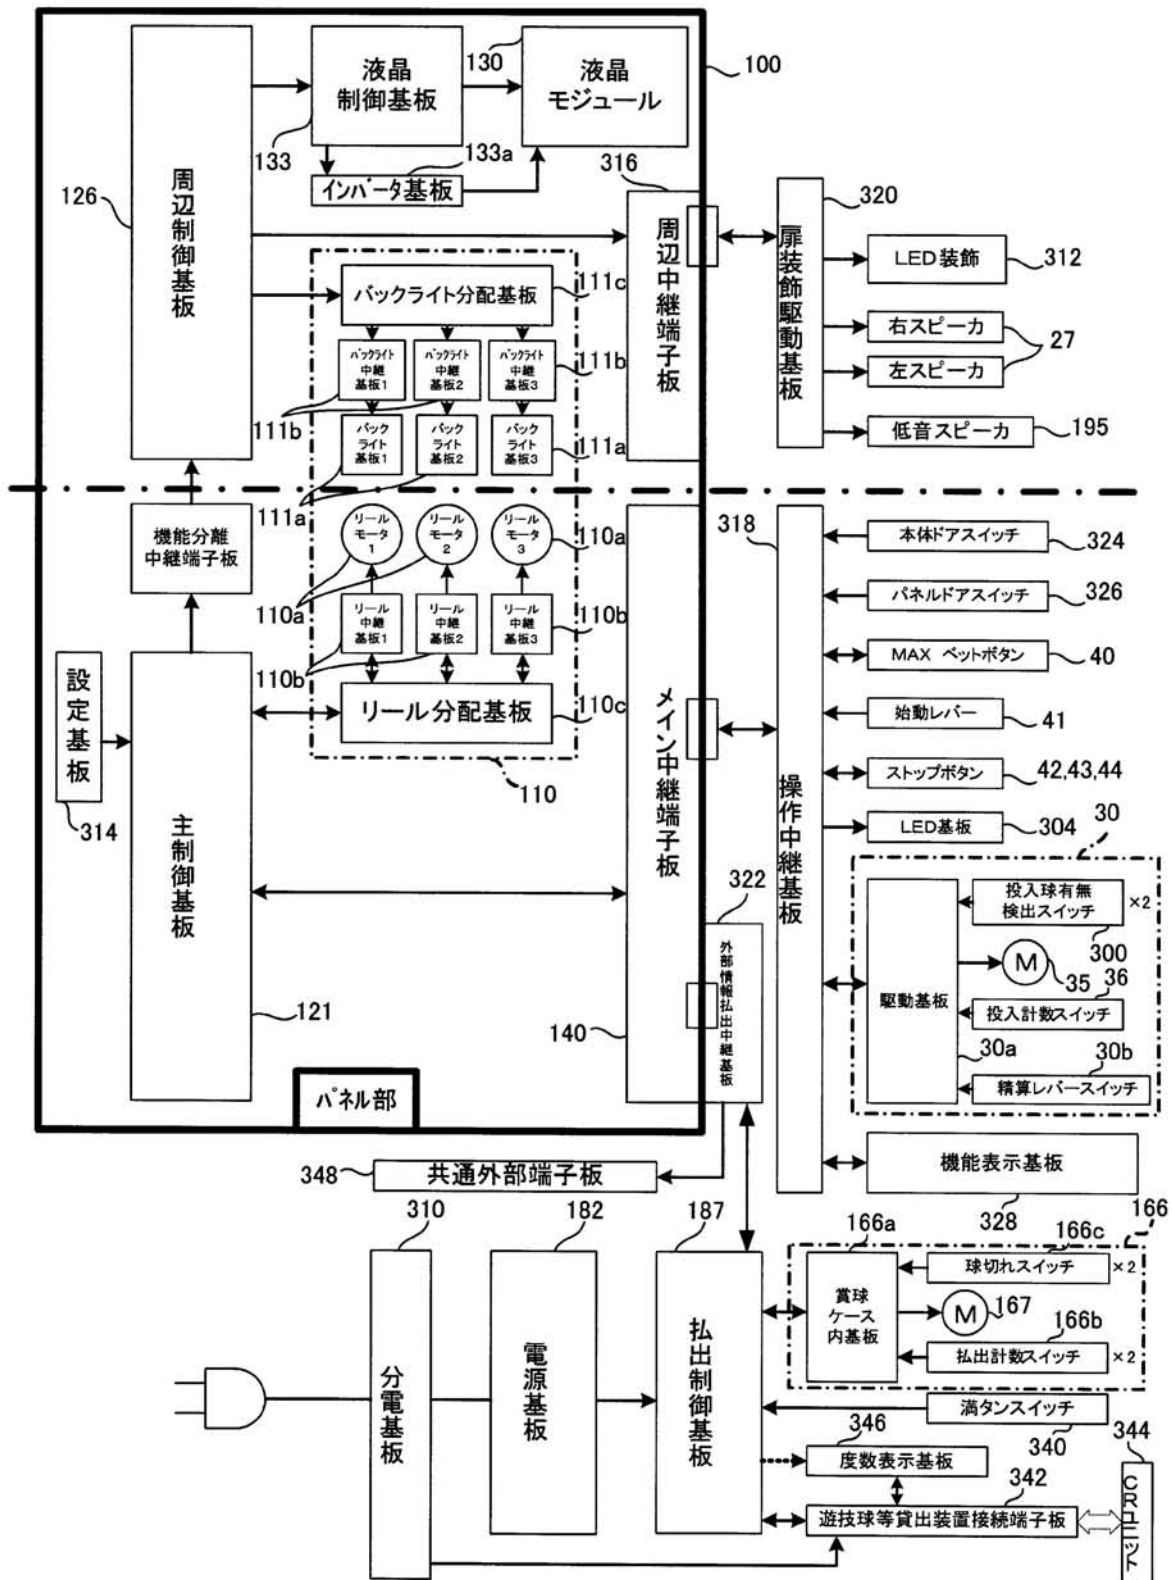 100
130
液晶
制御基板
液晶
モジュール
133
133a
インバータ基板
126
周辺制御基板
316
周辺中継端子板
320
扉装飾駆動基板
LED装飾
312
右スピーカ
27
左スピーカ
低音スピーカ
195
バックライト分配基板
111c
バックライト
中継
基板1
バックライト
中継
基板2
バックライト
中継
基板3
111b
111b
バック
ライト
基板1
バック
ライト
基板2
バック
ライト
基板3
111a
111a
機能分離
中継端子板
リール
モータ
1
リール
モータ
2
リール
モータ
3
110a
110a
リール
中継
基板1
リール
中継
基板2
リール
中継
基板3
110b
110b
リール分配基板
110c
110
設定基板
314
主制御基板
121
メイン中継端子板
140
322
外部情報払出中継基板
パネル部
318
操作中継基板
本体ドアスイッチ
324
パネルドアスイッチ
326
MAX ベットボタン
40
始動レバー
41
ストップボタン
42,43,44
LED基板
304
30
投入球有無
検出スイッチ
×2
300
M
35
36
駆動基板
投入計数スイッチ
30a
30b
精算レバースイッチ
機能表示基板
328
348
共通外部端子板
310
分電基板
182
電源基板
187
払出制御基板
166
166a
賞球
ケース
内基板
166c
球切れスイッチ
×2
M
167
166b
払出計数スイッチ
×2
満タンスイッチ
340
346
度数表示基板
342
遊技球等貸出装置接続端子板
344
CRユニット